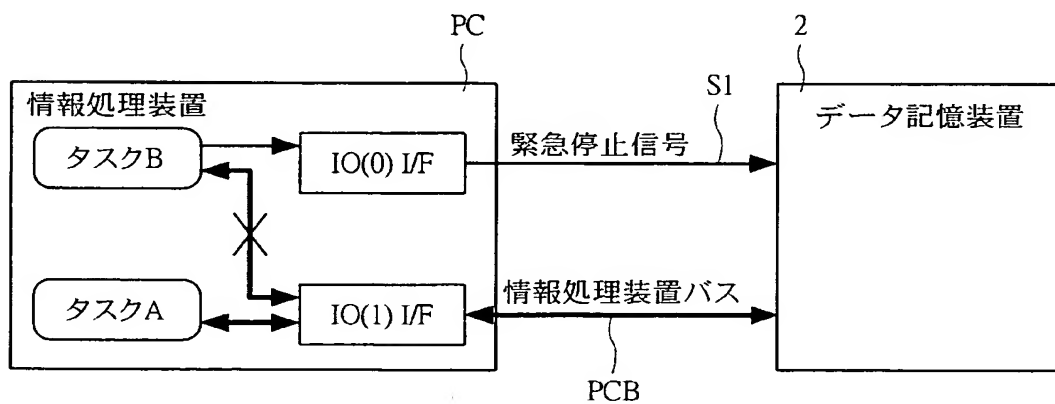 PC
2
情報処理装置
S1
データ記憶装置
タスクB
IO(0) I/F
緊急停止信号
タスクA
IO(1) I/F
情報処理装置バス
PCB